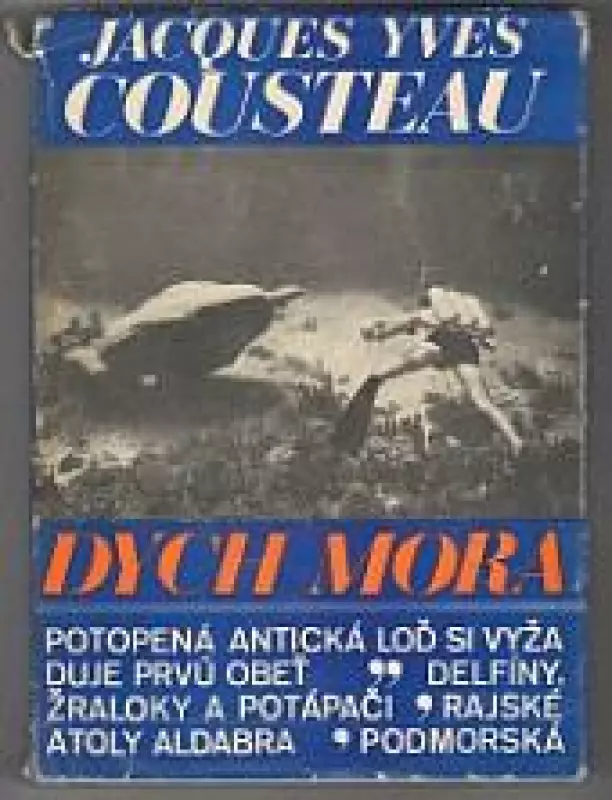 JACQUES YVES
COUSTEAU
DYCH MORA
POTOPENÁ ANTICKÁ LOĎ SI VYŽA
DUJE PRVÚ OBEŤ ❜❜ DELFÍNY,
ŽRALOKY A POTÁPAČI ❜ RAJSKÉ
ATOLY ALDABRA ❜ PODMORSKÁ